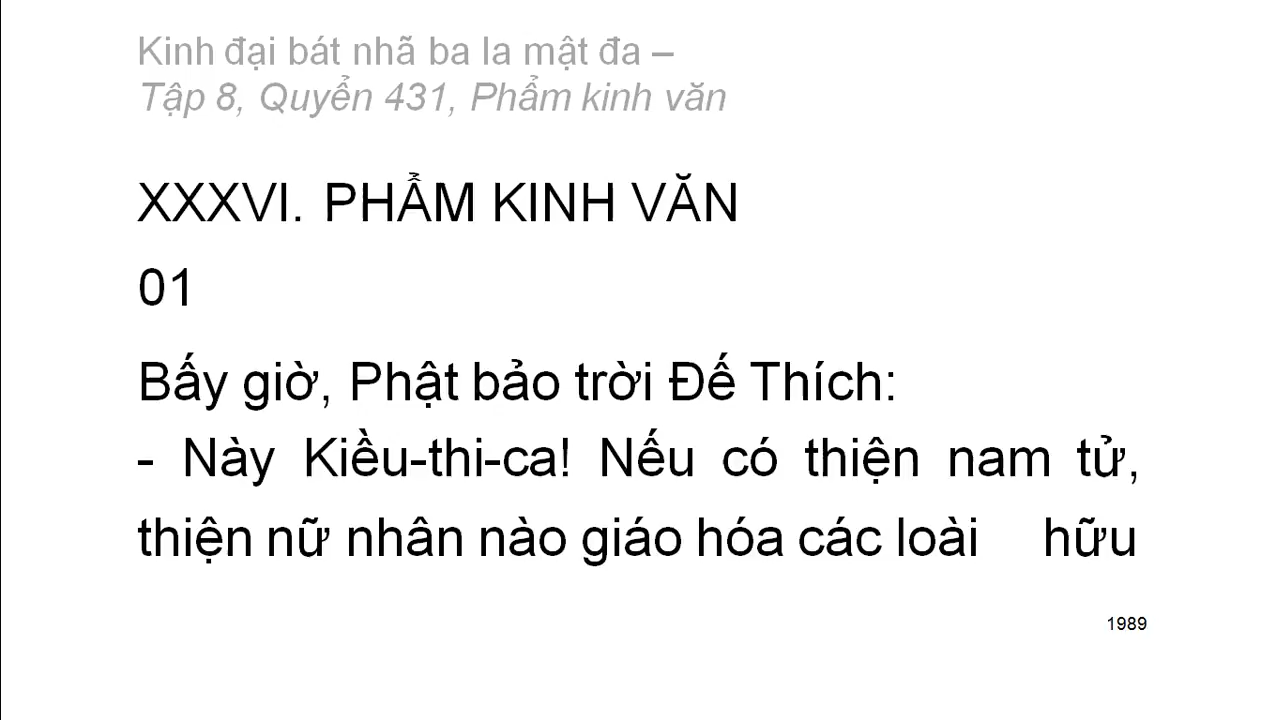 Kinh đại bát nhã ba la mật đa –
Tập 8, Quyển 431, Phẩm kinh văn
XXXVI. PHẨM KINH VĂN
01
Bấy giờ, Phật bảo trời Đế Thích:
- Này Kiều-thi-ca! Nếu có thiện nam tử,
thiện nữ nhân nào giáo hóa các loài hữu
1989